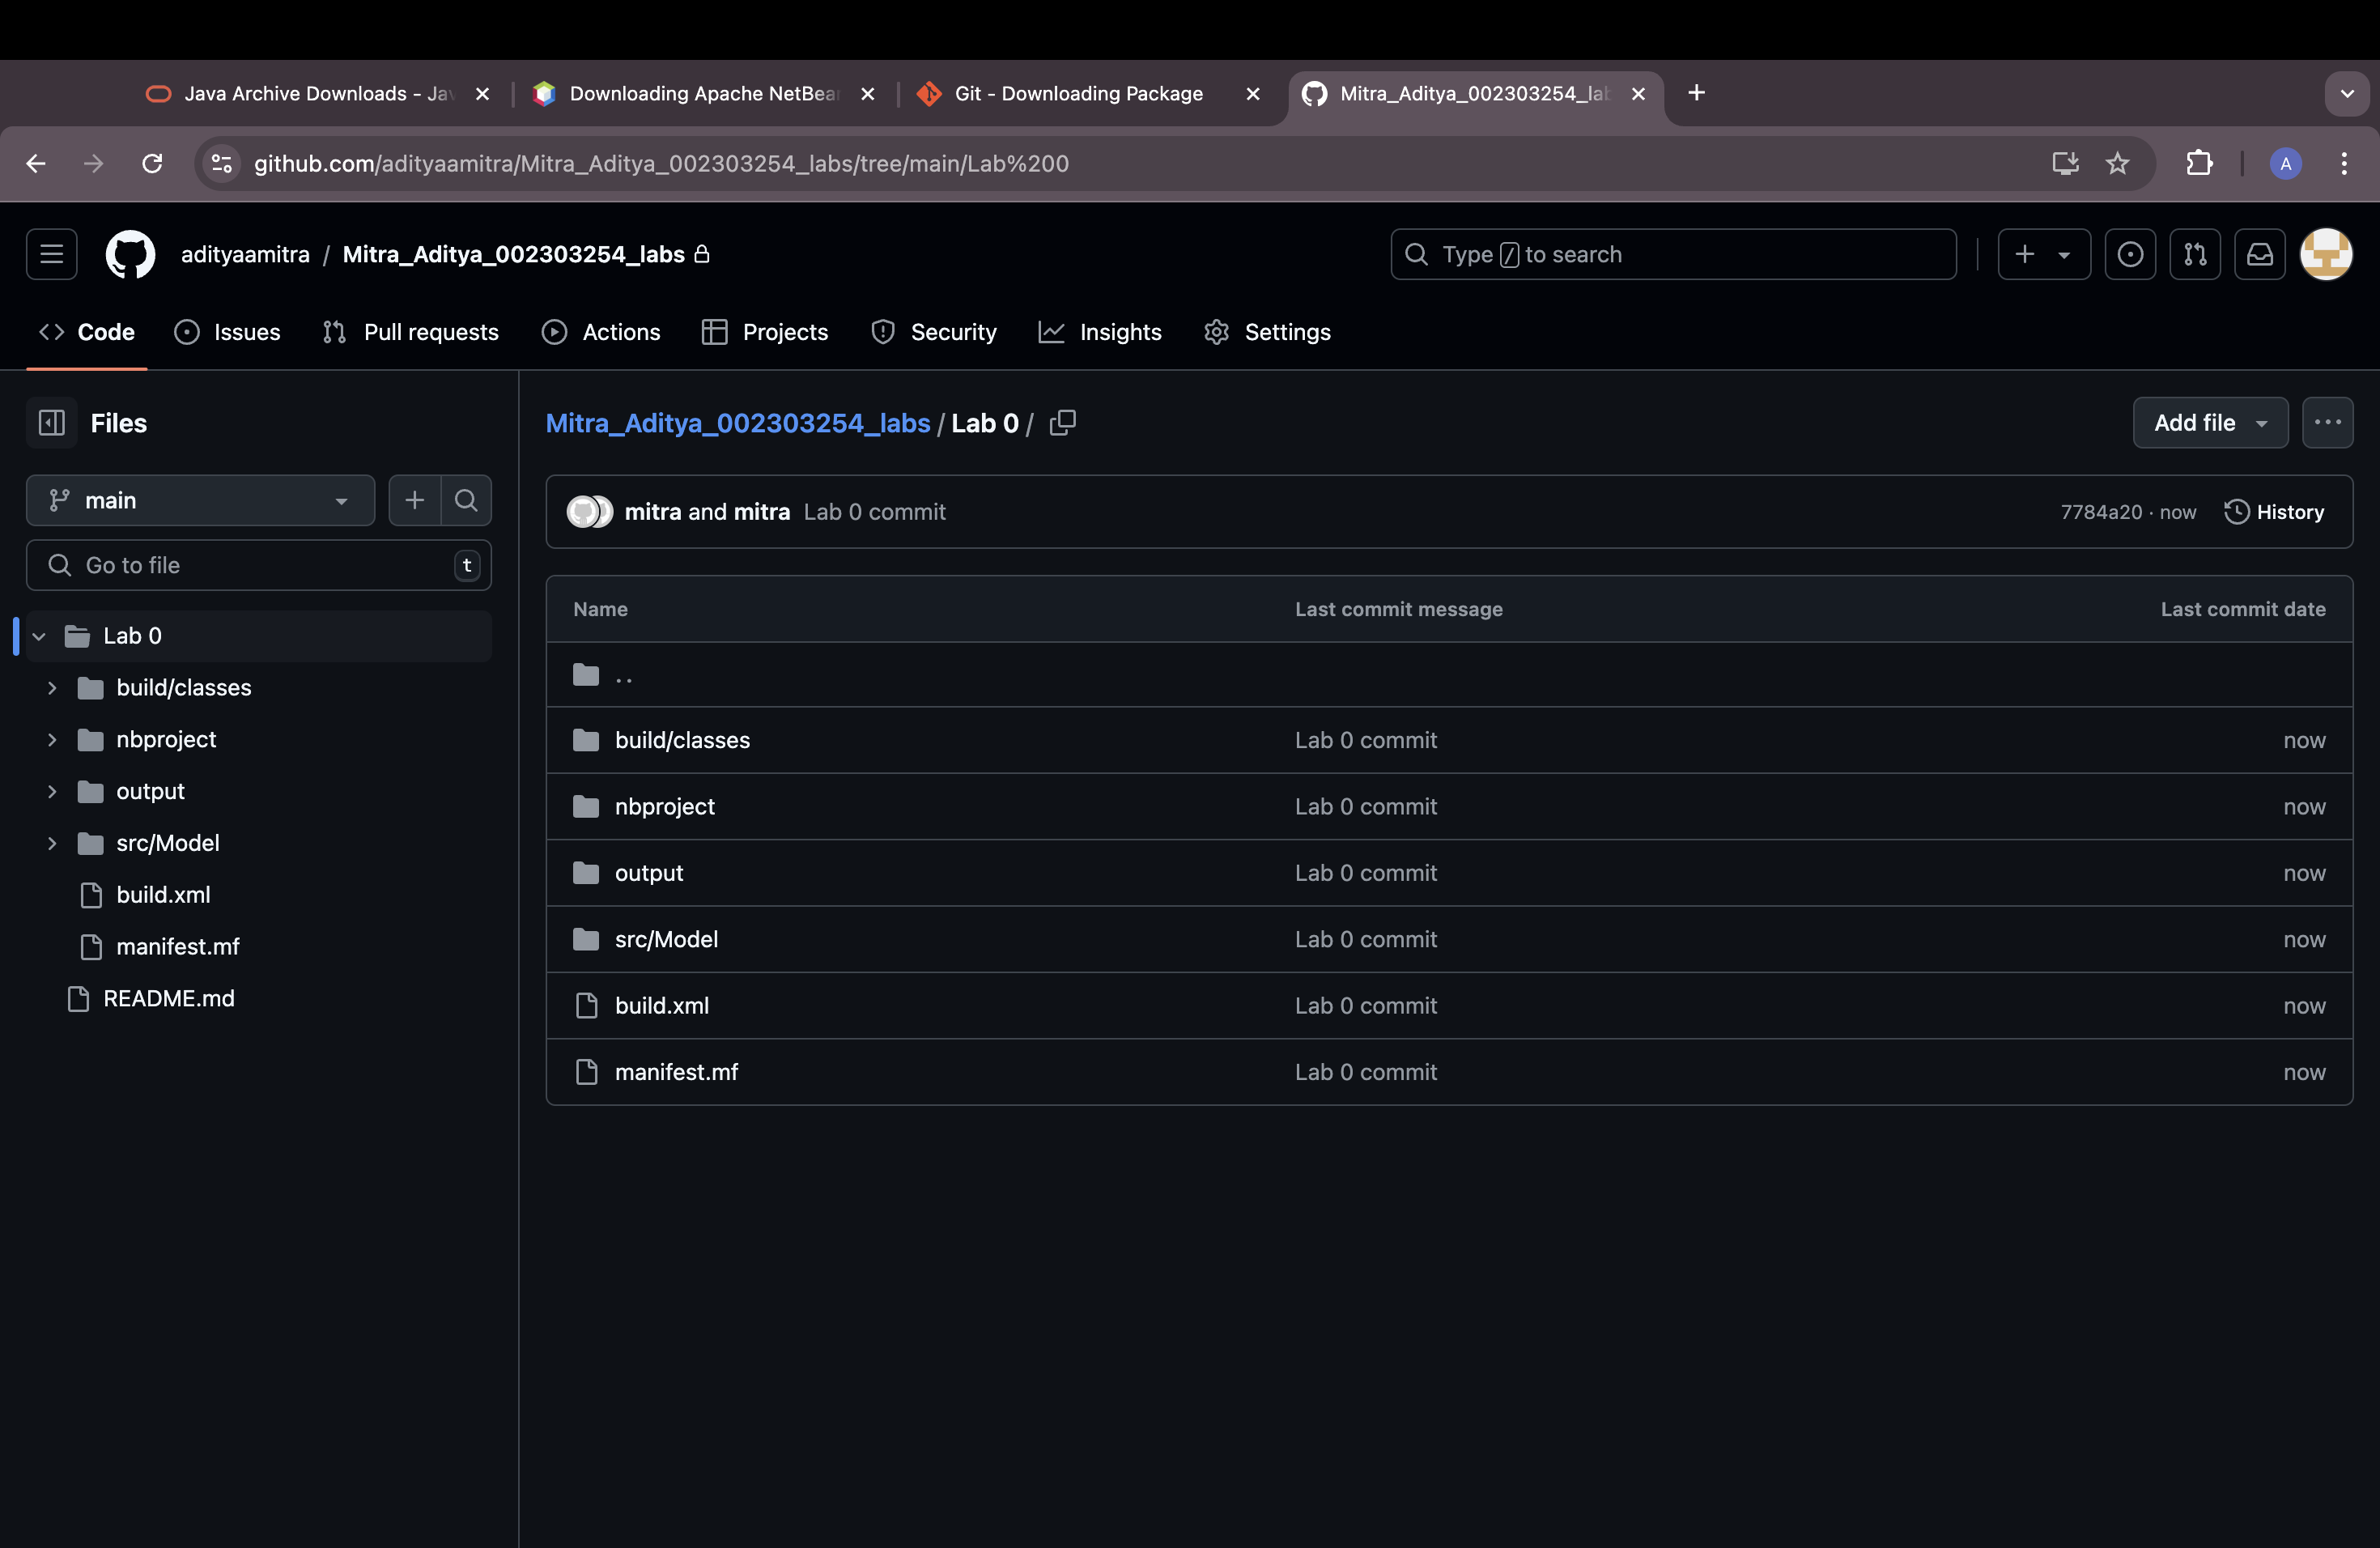 Java Archive Downloads - Jav
Downloading Apache NetBean
Git - Downloading Package
Mitra_Aditya_002303254_lab
github.com/adityaamitra/Mitra_Aditya_002303254_labs/tree/main/Lab%200
A
adityaamitra / Mitra_Aditya_002303254_labs
Type / to search
Code
Issues
Pull requests
Actions
Projects
Security
Insights
Settings
Files
main
Go to file
t
Lab 0
build/classes
nbproject
output
src/Model
build.xml
manifest.mf
README.md
Mitra_Aditya_002303254_labs / Lab 0 /
Add file
mitra and mitra Lab 0 commit
7784a20 · now
History
Name Last commit message Last commit date
..
build/classes Lab 0 commit now
nbproject Lab 0 commit now
output Lab 0 commit now
src/Model Lab 0 commit now
build.xml Lab 0 commit now
manifest.mf Lab 0 commit now